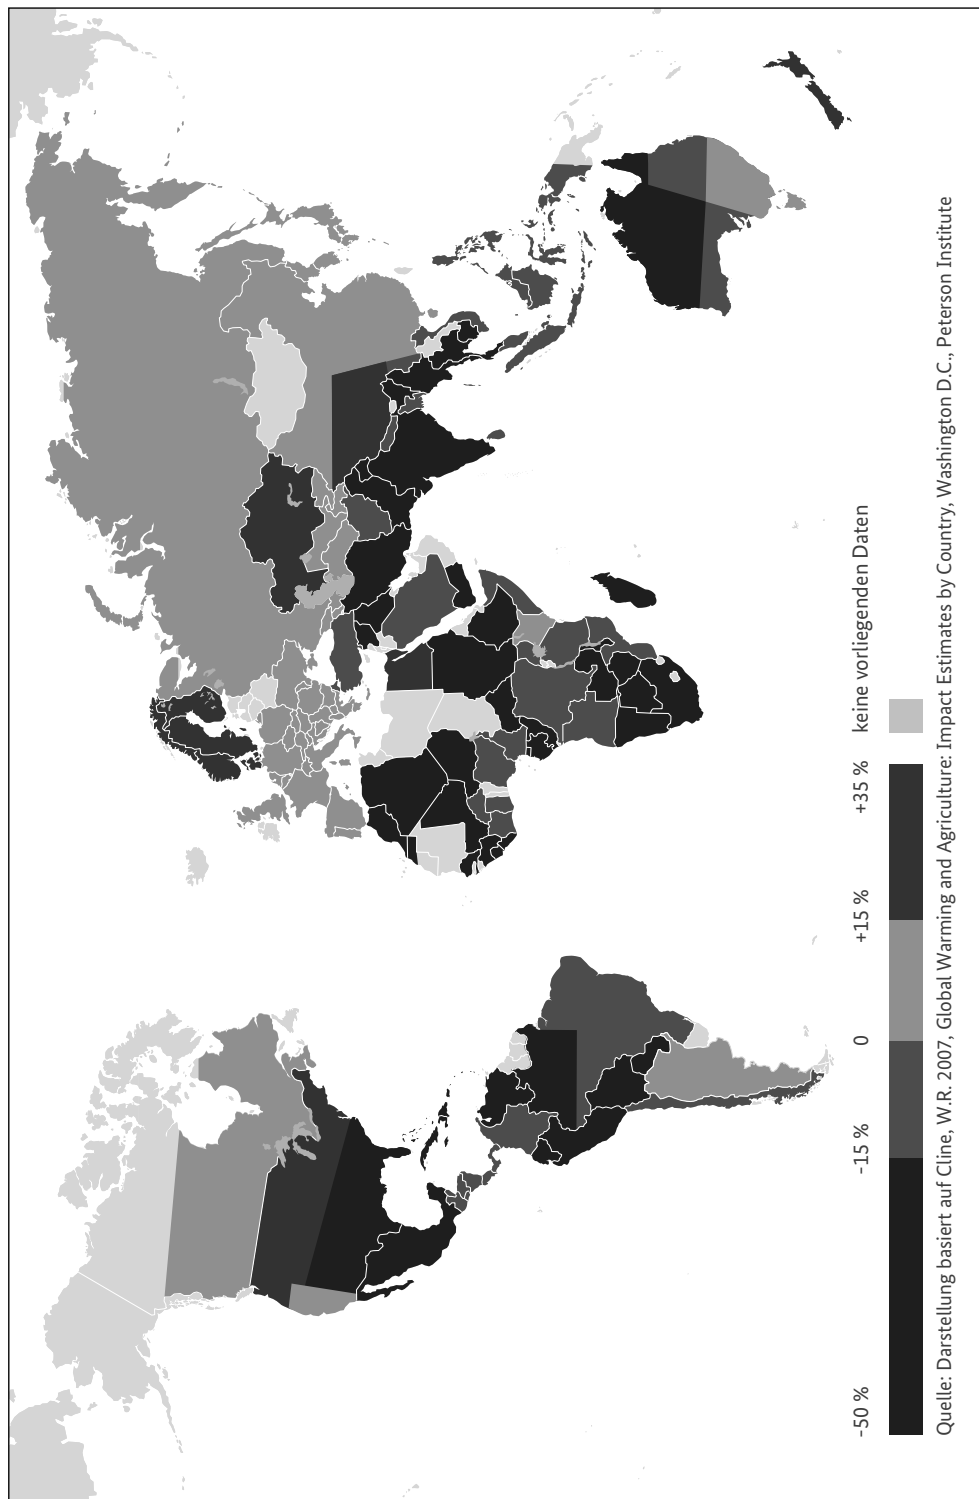 -50 % -15 % 0 +15 % +35 % keine vorliegenden Daten
Quelle: Darstellung basiert auf Cline, W.R. 2007, Global Warming and Agriculture: Impact Estimates by Country, Washington D.C., Peterson Institute